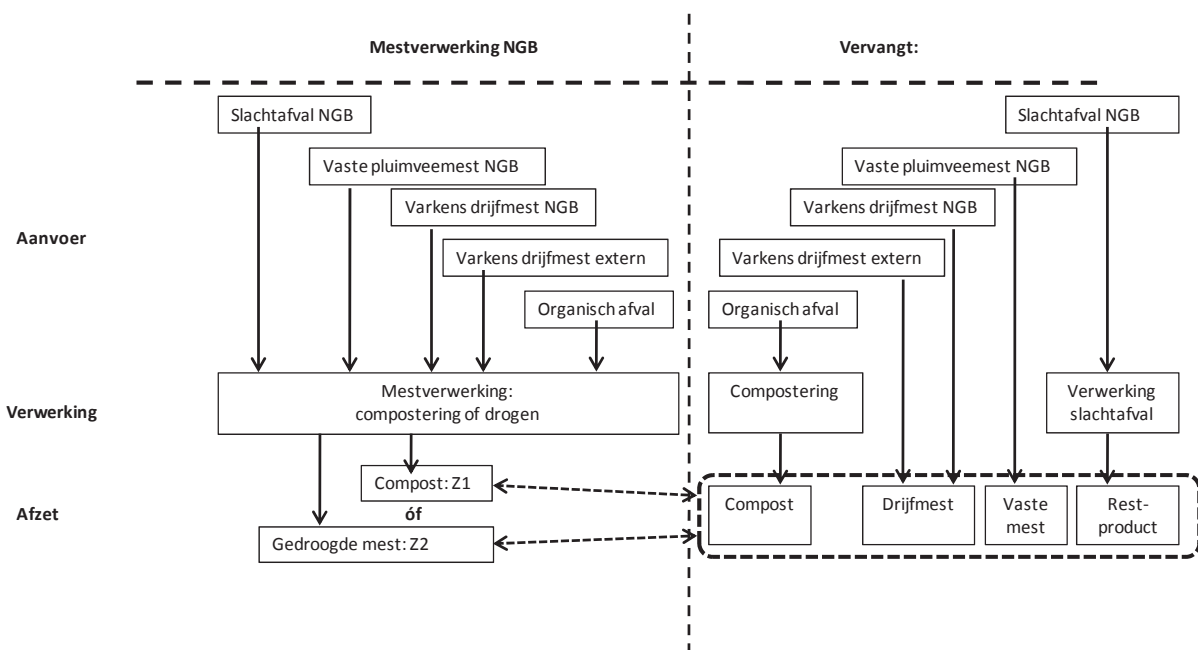 Mestverwerking NGB
Vervangt:
Slachtafval NGB
Slachtafval NGB
Vaste pluimveemest NGB
Vaste pluimveemest NGB
Varkens drijfmest NGB
Varkens drijfmest NGB
Aanvoer
Varkens drijfmest extern
Varkens drijfmest extern
Organisch afval
Organisch afval
Verwerking
Mestverwerking:
compostering of drogen
Compostering
Verwerking
slachtafval
Compost: Z1
Afzet
óf
Gedroogde mest: Z2
Compost
Drijfmest
Vaste
mest
Rest-
product